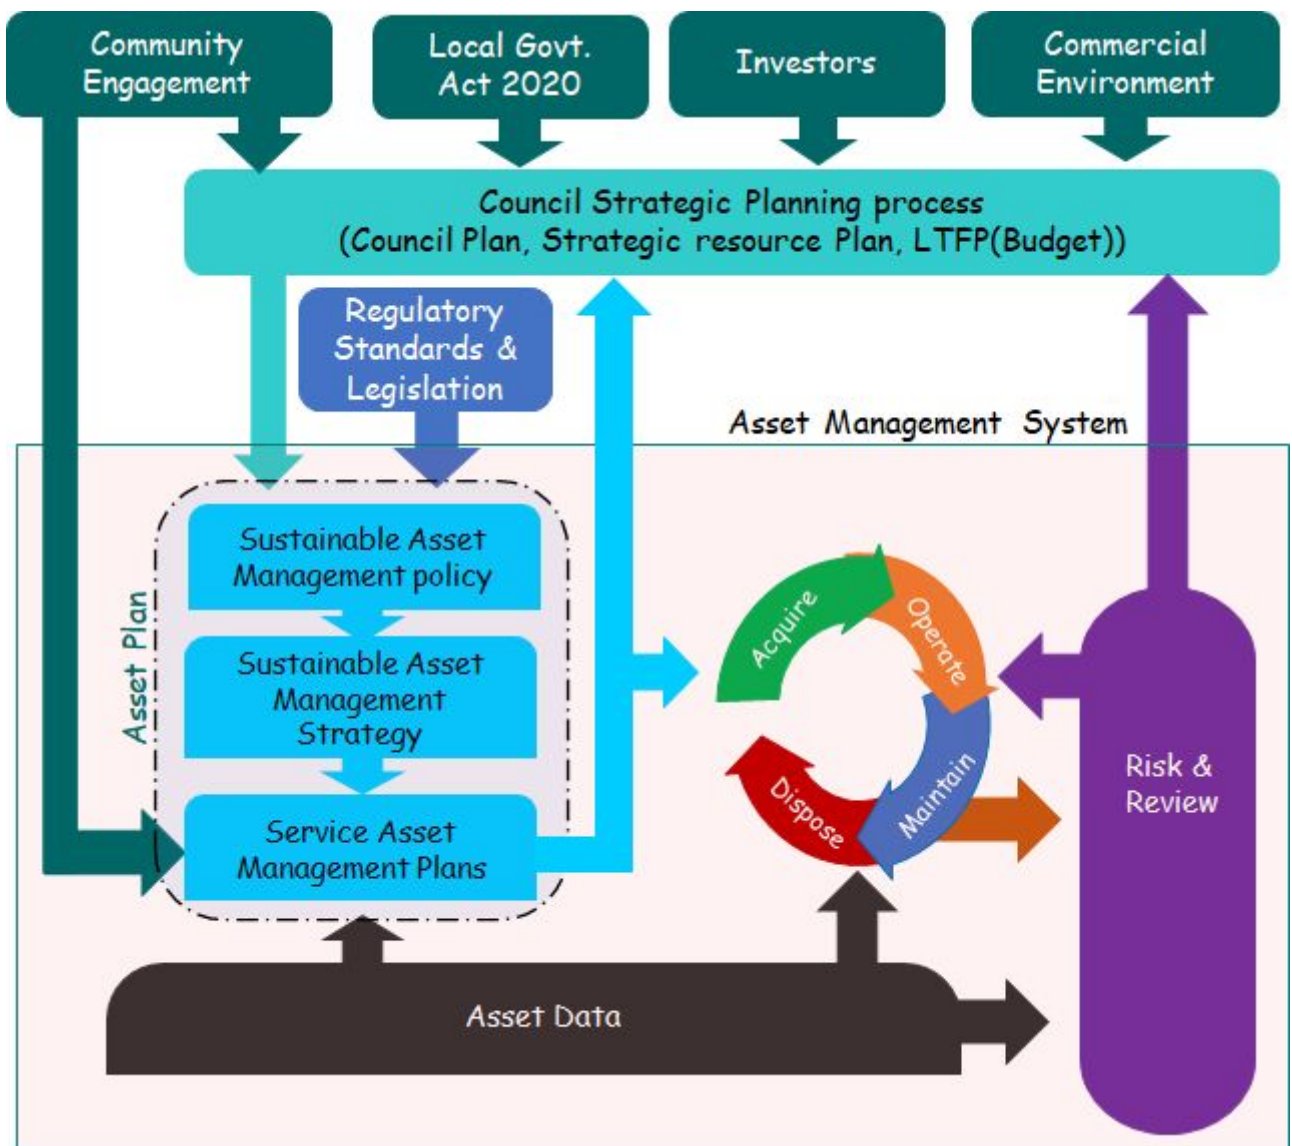 Community
Engagement
Local Govt.
Act 2020
Investors
Commercial
Environment
Council Strategic Planning process
(Council Plan, Strategic resource Plan, LTFP(Budget))
Regulatory
Standards &
Legislation
Asset Management System
Asset Plan
Sustainable Asset
Management policy
Sustainable Asset
Management
Strategy
Service Asset
Management Plans
Acquire
Operate
Maintain
Dispose
Risk &
Review
Asset Data